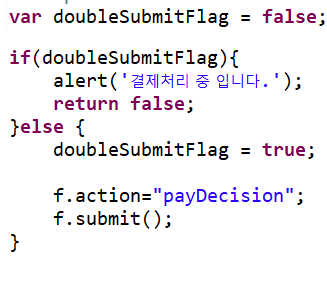 var doubleSubmitFlag = false;
if(doubleSubmitFlag){
    alert('결제처리 중 입니다.');
    return false;
}else {
    doubleSubmitFlag = true;
    f.action="payDecision";
    f.submit();
}